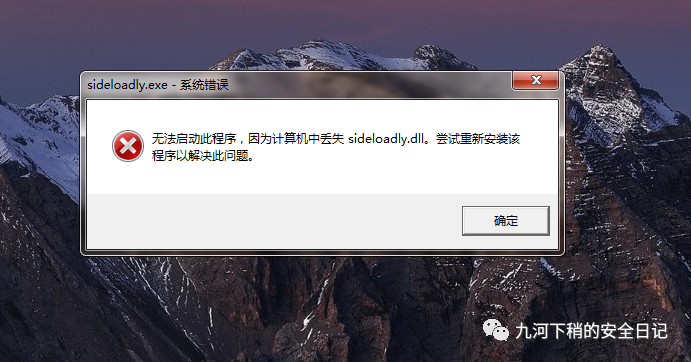 sideloadly.exe - 系统错误
无法启动此程序，因为计算机中丢失 sideloadly.dll。尝试重新安装该
程序以解决此问题。
确定
九河下稍的安全日记